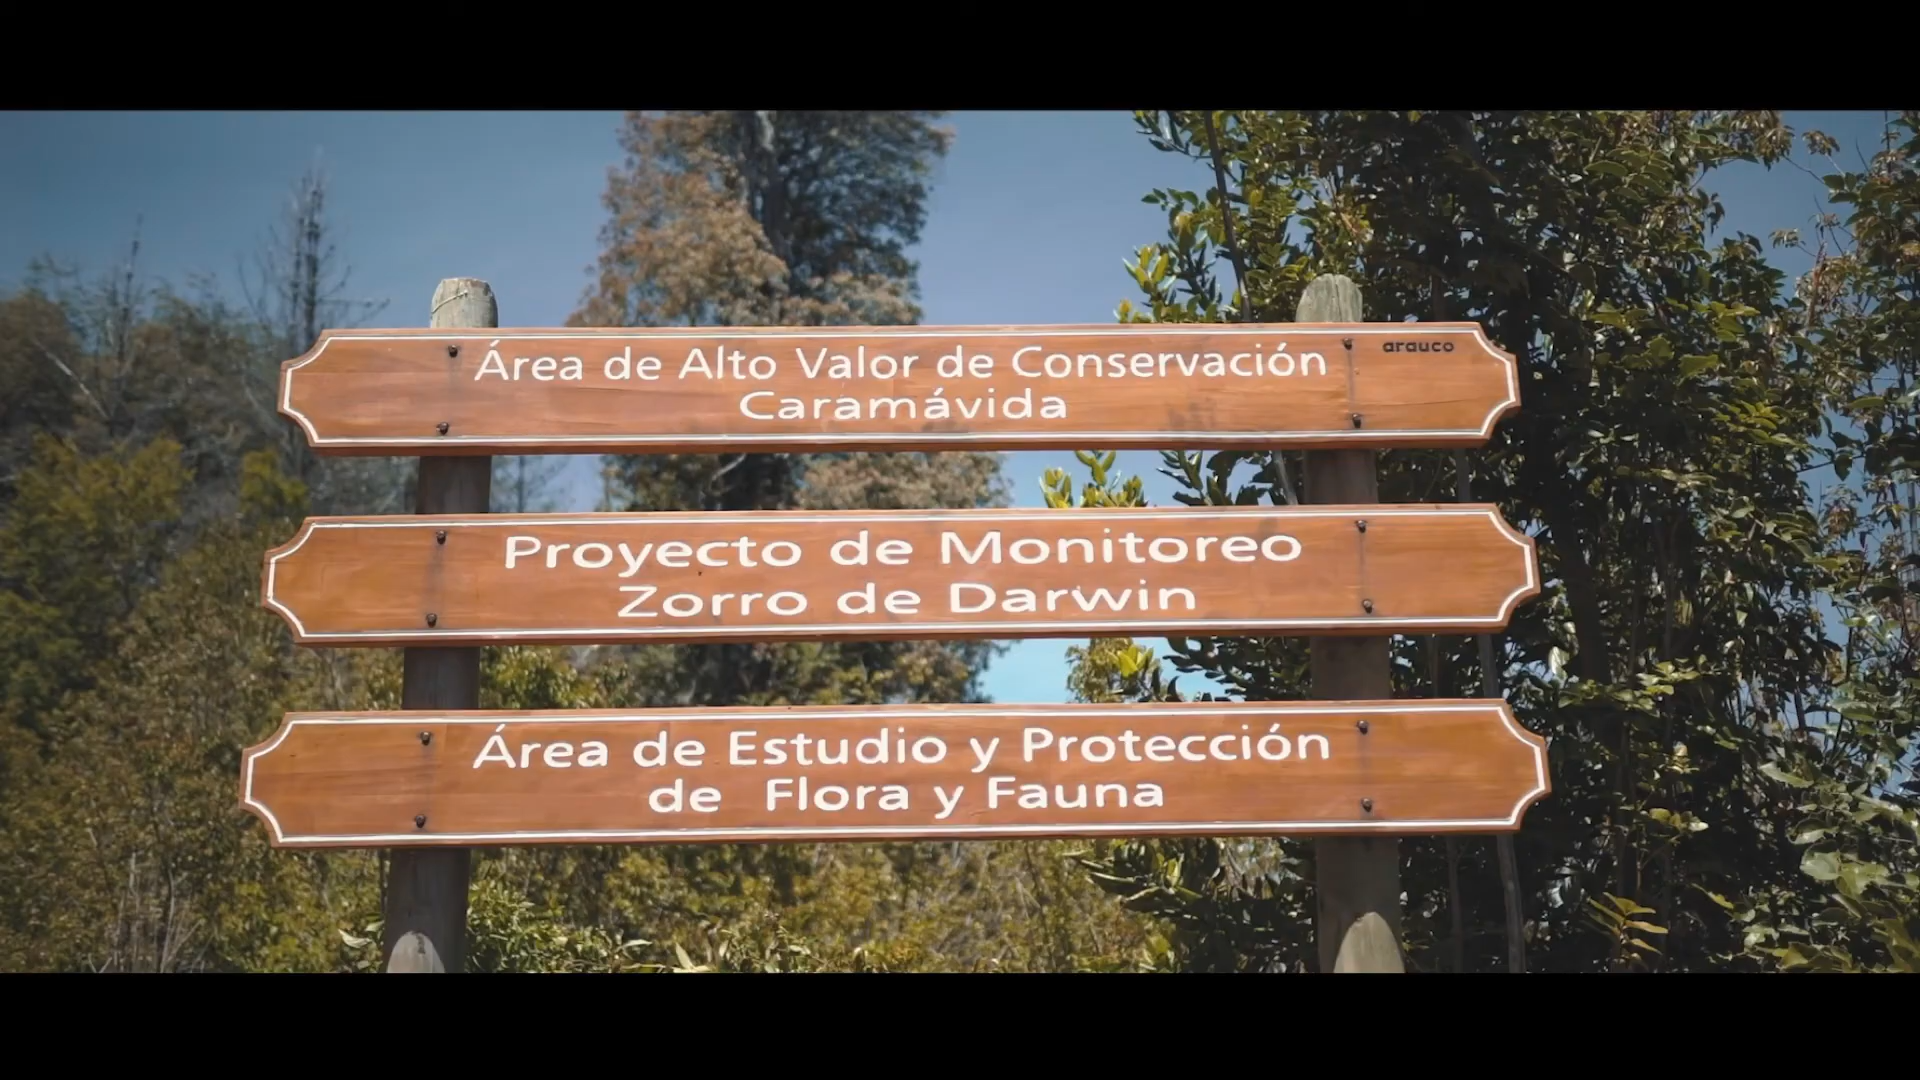 Área de Alto Valor de Conservación
arauco
Caramávida
Proyecto de Monitoreo
Zorro de Darwin
Área de Estudio y Protección
de Flora y Fauna